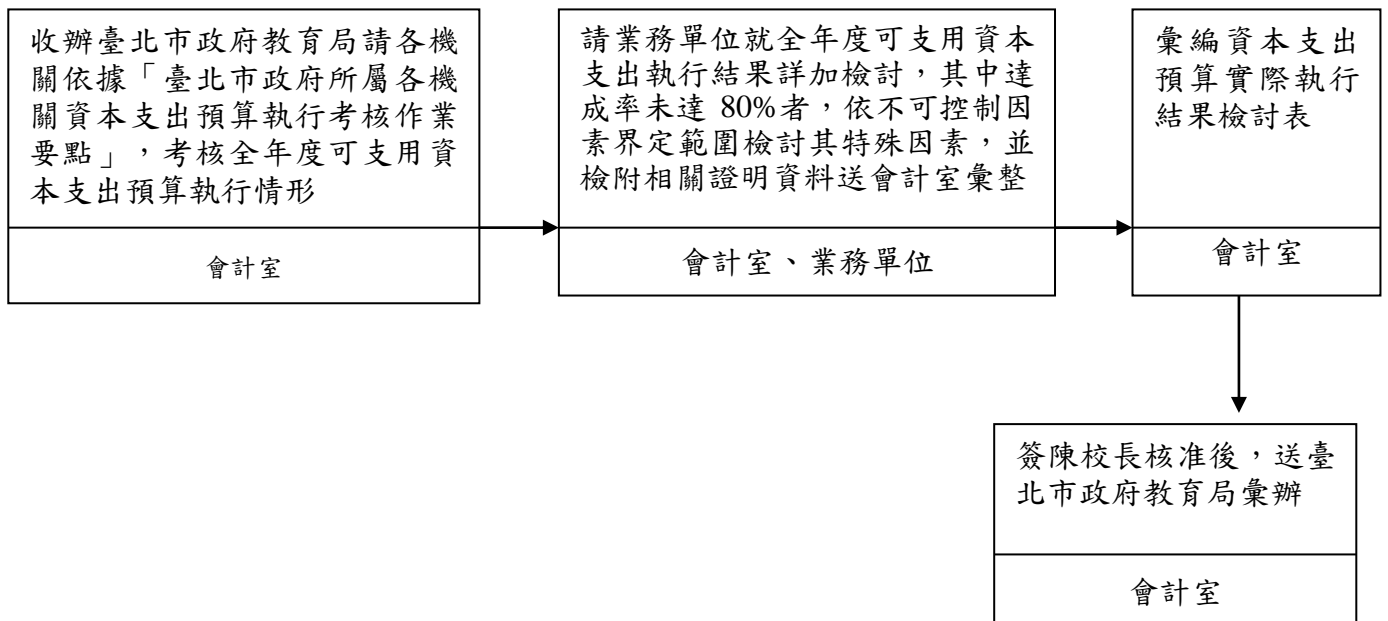 收辦臺北市政府教育局請各機
關依據「臺北市政府所屬各機
關資本支出預算執行考核作業
要點」，考核全年度可支用資
本支出預算執行情形
會計室
請業務單位就全年度可支用資本
支出執行結果詳加檢討，其中達
成率未達 80%者，依不可控制因
素界定範圍檢討其特殊因素，並
檢附相關證明資料送會計室彙整
會計室、業務單位
彙編資本支出
預算實際執行
結果檢討表
會計室
簽陳校長核准後，送臺
北市政府教育局彙辦
會計室